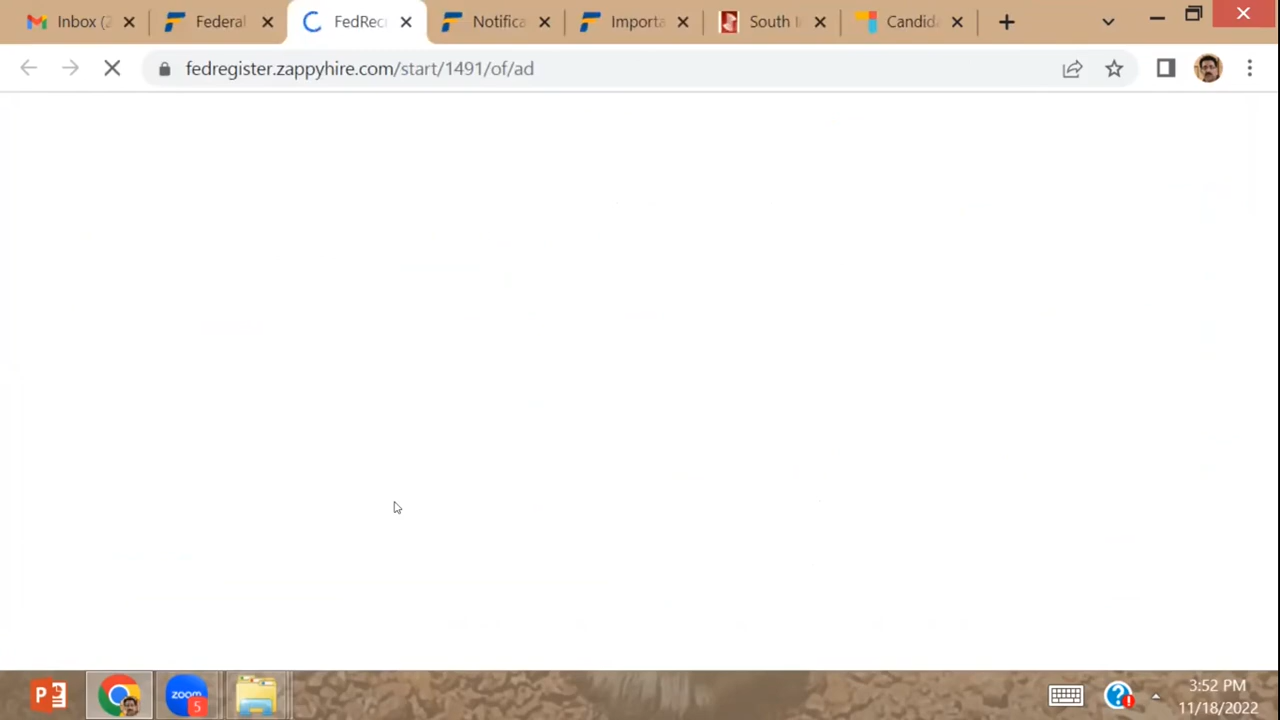 Inbox (2
Federal
FedRec
Notifica
Importa
South I
Candid
fedregister.zappyhire.com/start/1491/of/ad
zoom
5
3:52 PM
11/18/2022